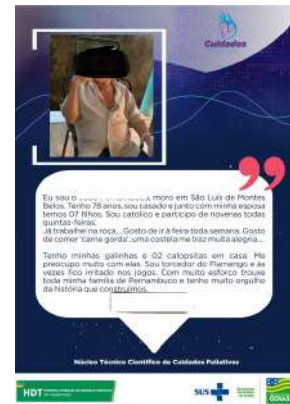 Cuidados
Eu sou o
moro em São Luís de Montes
Belos. Tenho 78 anos, sou casado e junto com minha esposa
temos 07 filhos. Sou católico e participo de novenas todas
quintas-feiras.
Já trabalhei na roça... Gosto de ir à feira toda semana. Gosto
de comer 'carne gorda', uma costela me traz muita alegria...
Tenho minhas galinhas e 02 calopsitas em casa. Me
preocupo muito com elas. Sou torcedor do Flamengo e às
vezes fico irritado nos jogos. Com muito esforço trouxe
toda minha família de Pernambuco e tenho muito orgulho
da história que construímos.
Núcleo Técnico Científico de Cuidados Paliativos
HDT
SUS
GOIÁS